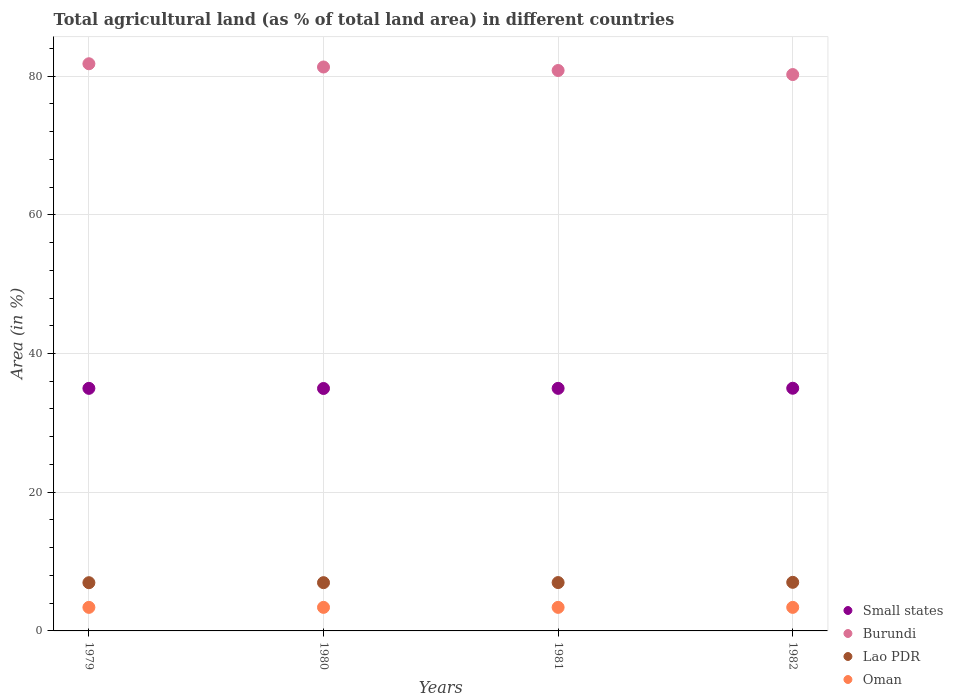 Total agricultural land (as % of total land area) in different countries
80
60
40
20
0
Area (in %)
1979
1980
1981
1982
Years
Small states
Burundi
Lao PDR
Oman